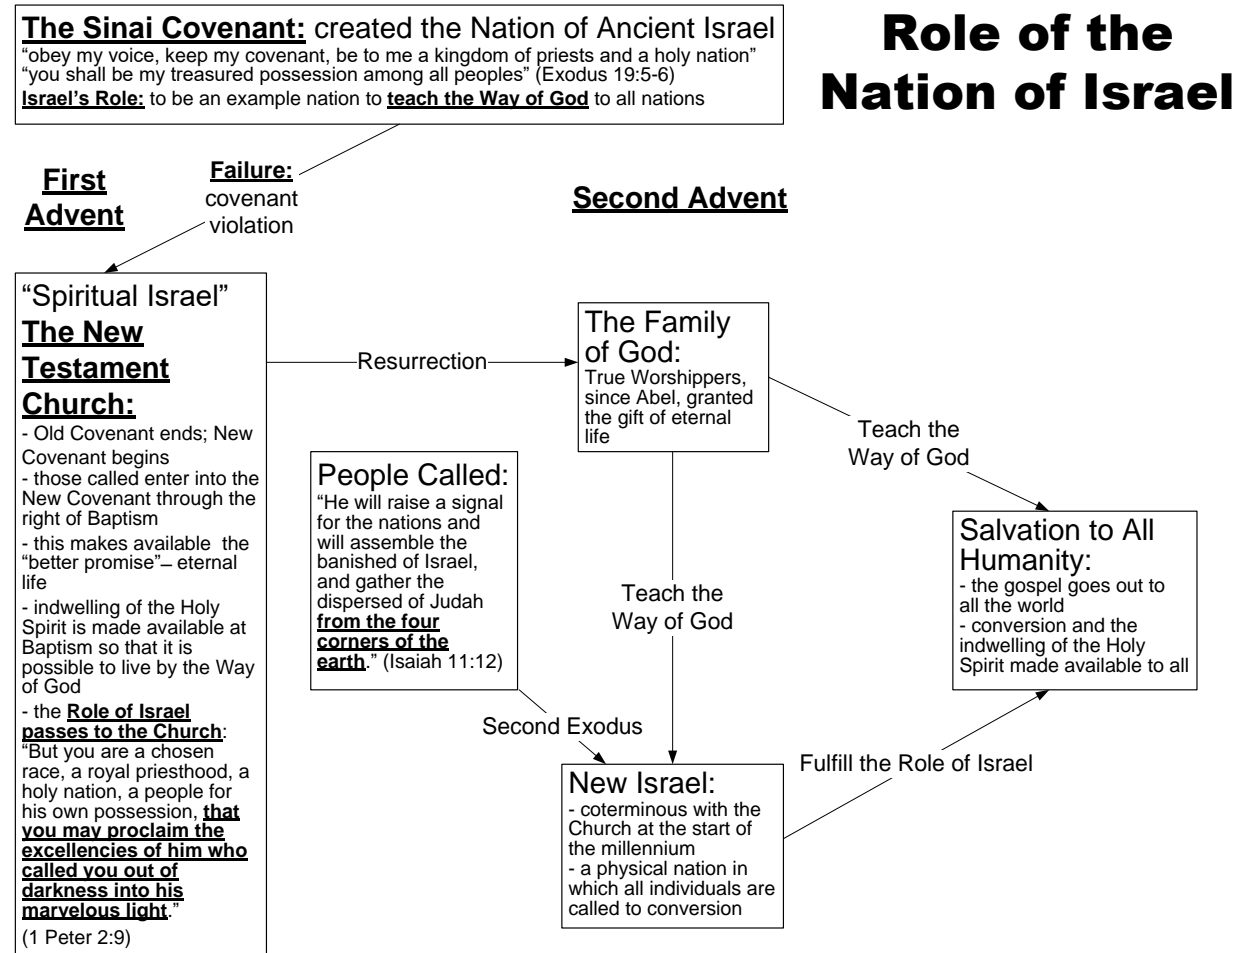 The Sinai Covenant: created the Nation of Ancient Israel
“obey my voice, keep my covenant, be to me a kingdom of priests and a holy nation”
“you shall be my treasured possession among all peoples” (Exodus 19:5-6)
Israel’s Role: to be an example nation to teach the Way of God to all nations
Role of the
Nation of Israel
First
Advent
Failure:
covenant
violation
Second Advent
“Spiritual Israel”
The New
Testament
Church:
- Old Covenant ends; New
Covenant begins
- those called enter into the
New Covenant through the
right of Baptism
- this makes available  the
“better promise”– eternal
life
- indwelling of the Holy
Spirit is made available at
Baptism so that it is
possible to live by the Way
of God
- the Role of Israel
passes to the Church:
“But you are a chosen
race, a royal priesthood, a
holy nation, a people for
his own possession, that
you may proclaim the
excellencies of him who
called you out of
darkness into his
marvelous light.”
(1 Peter 2:9)
Resurrection
The Family
of God:
True Worshippers,
since Abel, granted
the gift of eternal
life
People Called:
“He will raise a signal
for the nations and
will assemble the
banished of Israel,
and gather the
dispersed of Judah
from the four
corners of the
earth.” (Isaiah 11:12)
Second Exodus
Teach the
Way of God
Teach the
Way of God
New Israel:
- coterminous with the
Church at the start of
the millennium
- a physical nation in
which all individuals are
called to conversion
Fulfill the Role of Israel
Salvation to All
Humanity:
- the gospel goes out to
all the world
- conversion and the
indwelling of the Holy
Spirit made available to all